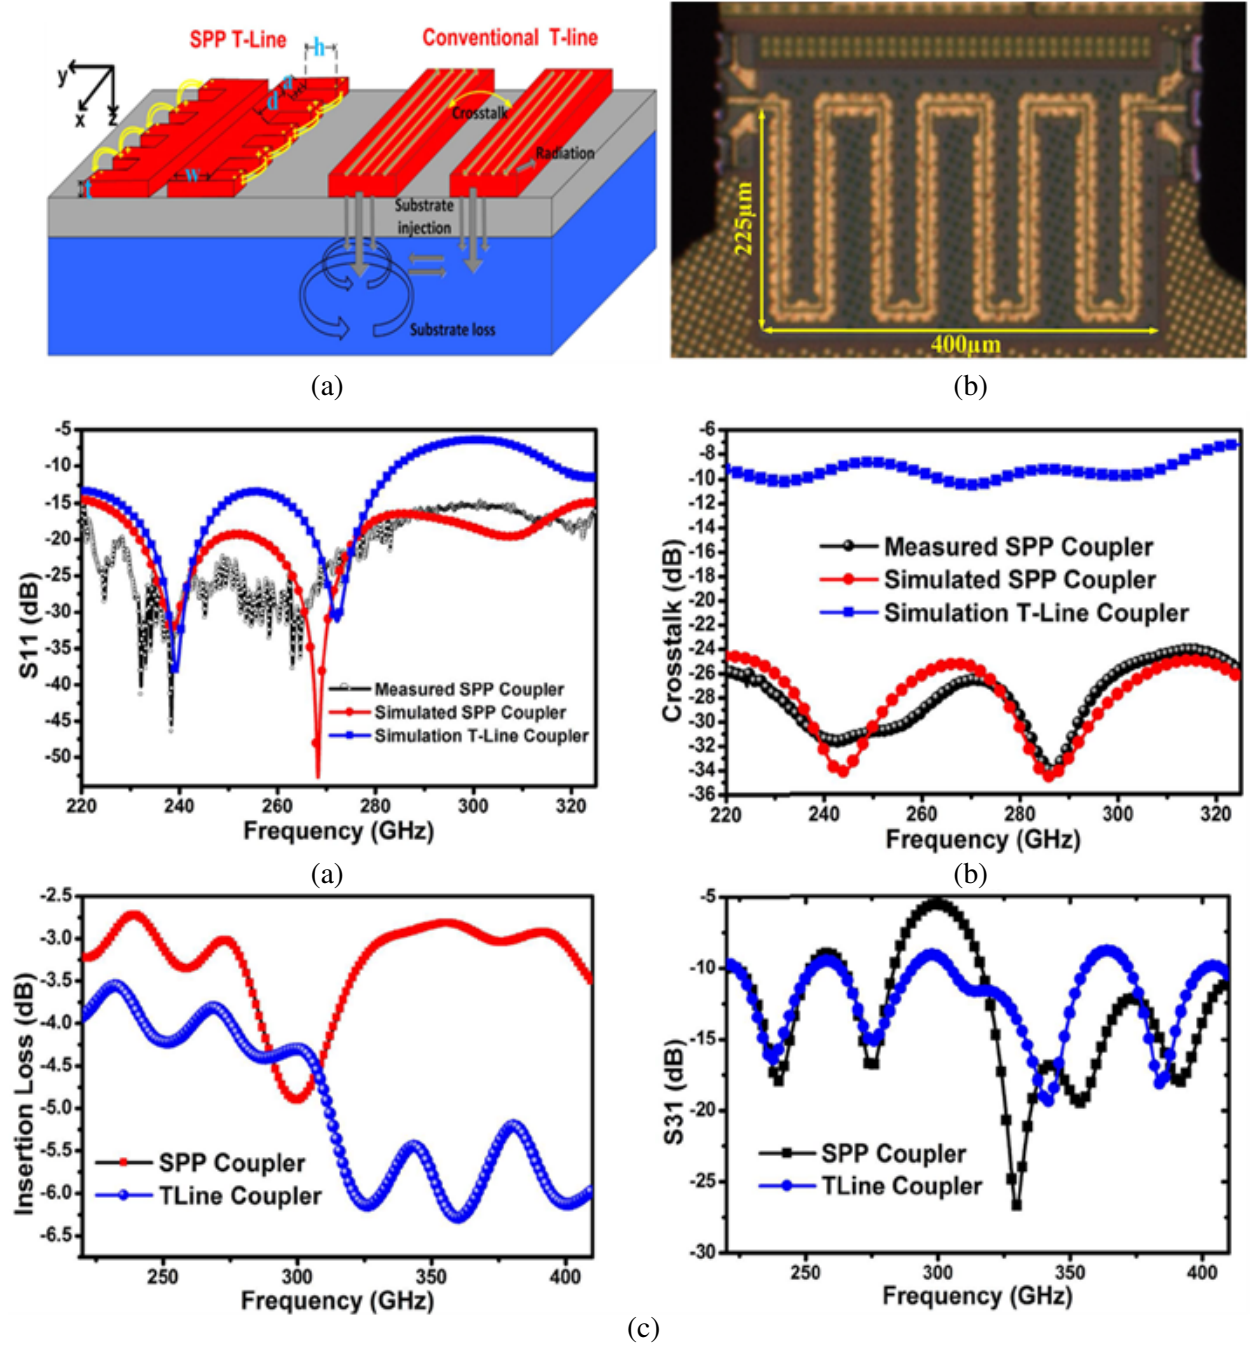 SPP T-Line
Conventional T-line
h
a
d
y
x
z
w
t
Crosstalk
Radiation
Substrate
injection
Substrate loss
(a)
225μm
400μm
(b)
-5
-10
-15
-20
-25
-30
-35
-40
-45
-50
S11 (dB)
Measured SPP Coupler
Simulated SPP Coupler
Simulation T-Line Coupler
220 240 260 280 300 320
Frequency (GHz)
(a)
-6
-8
-10
-12
-14
-16
-18
-20
-22
-24
-26
-28
-30
-32
-34
-36
Crosstalk (dB)
Measured SPP Coupler
Simulated SPP Coupler
Simulation T-Line Coupler
220 240 260 280 300 320
Frequency (GHz)
(b)
-2.5
-3.0
-3.5
-4.0
-4.5
-5.0
-5.5
-6.0
-6.5
Insertion Loss (dB)
SPP Coupler
TLine Coupler
250 300 350 400
Frequency (GHz)
-5
-10
-15
-20
-25
-30
S31 (dB)
SPP Coupler
TLine Coupler
250 300 350 400
Frequency (GHz)
(c)